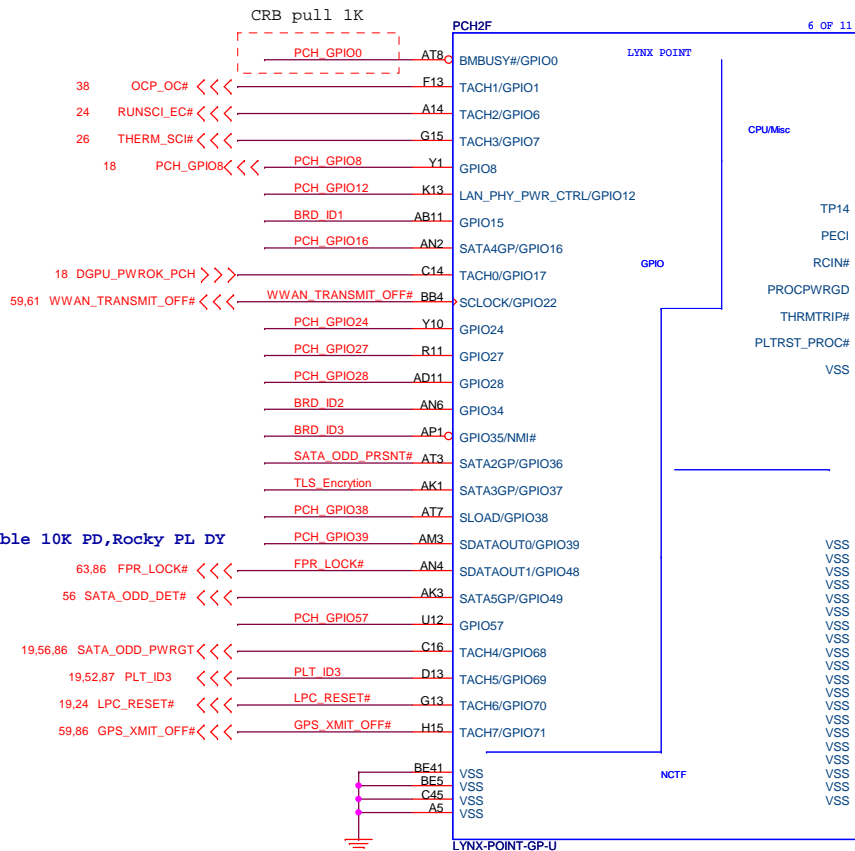 CRB pull 1K
PCH2F
6 OF 11
PCH_GPIO0 AT8 BMBUSY#/GPIO0
LYNX POINT
38 OCP_OC# F13 TACH1/GPIO1
24 RUNSCI_EC# A14 TACH2/GPIO6
CPU/Misc
26 THERM_SCI# G15 TACH3/GPIO7
18 PCH_GPIO8 PCH_GPIO8 Y1 GPIO8
PCH_GPIO12 K13 LAN_PHY_PWR_CTRL/GPIO12
TP14
BRD_ID1 AB11 GPIO15
PECI
PCH_GPIO16 AN2 SATA4GP/GPIO16
GPIO
RCIN#
18 DGPU_PWROK_PCH C14 TACH0/GPIO17
PROCPWRGD
59,61 WWAN_TRANSMIT_OFF# WWAN_TRANSMIT_OFF# BB4 SCLOCK/GPIO22
THRMTRIP#
PCH_GPIO24 Y10 GPIO24
PLTRST_PROC#
PCH_GPIO27 R11 GPIO27
VSS
PCH_GPIO28 AD11 GPIO28
BRD_ID2 AN6 GPIO34
BRD_ID3 AP1 GPIO35/NMI#
SATA_ODD_PRSNT# AT3 SATA2GP/GPIO36
TLS_Encrytion AK1 SATA3GP/GPIO37
PCH_GPIO38 AT7 SLOAD/GPIO38
ble 10K PD,Rocky PL DY
PCH_GPIO39 AM3 SDATAOUT0/GPIO39
VSS
VSS
63,86 FPR_LOCK# FPR_LOCK# AN4 SDATAOUT1/GPIO48
VSS
VSS
56 SATA_ODD_DET# AK3 SATA5GP/GPIO49
VSS
VSS
PCH_GPIO57 U12 GPIO57
VSS
VSS
19,56,86 SATA_ODD_PWRGT C16 TACH4/GPIO68
VSS
VSS
19,52,87 PLT_ID3 PLT_ID3 D13 TACH5/GPIO69
VSS
VSS
19,24 LPC_RESET# LPC_RESET# G13 TACH6/GPIO70
VSS
VSS
59,86 GPS_XMIT_OFF# GPS_XMIT_OFF# H15 TACH7/GPIO71
VSS
VSS
VSS
VSS
BE41 VSS
NCTF
VSS
BE5 VSS
VSS
C45 VSS
A5 VSS
LYNX-POINT-GP-U